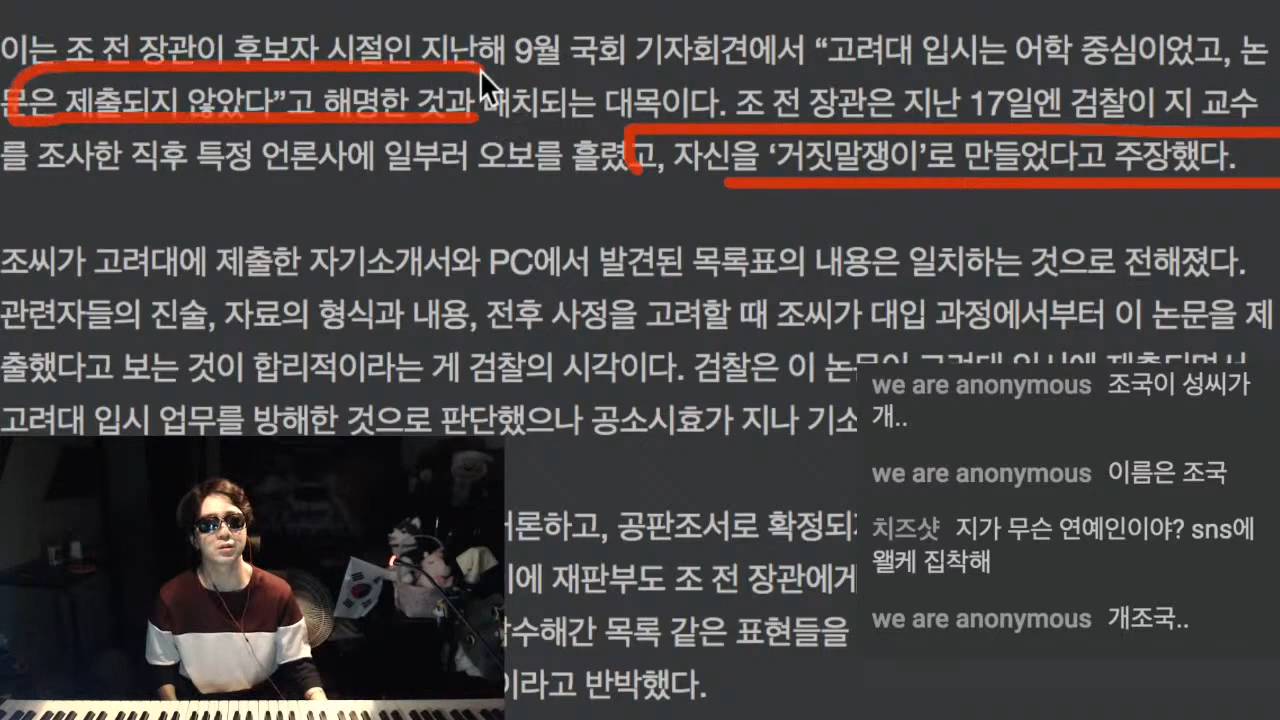 이는 조 전 장관이 후보자 시절인 지난해 9월 국회 기자회견에서 “고려대 입시는 어학 중심이었고, 논
문은 제출되지 않았다”고 해명한 것과 배치되는 대목이다. 조 전 장관은 지난 17일엔 검찰이 지 교수
를 조사한 직후 특정 언론사에 일부러 오보를 흘렸고, 자신을 ‘거짓말쟁이’로 만들었다고 주장했다.
조씨가 고려대에 제출한 자기소개서와 PC에서 발견된 목록표의 내용은 일치하는 것으로 전해졌다.
관련자들의 진술, 자료의 형식과 내용, 전후 사정을 고려할 때 조씨가 대입 과정에서부터 이 논문을 제
출했다고 보는 것이 합리적이라는 게 검찰의 시각이다. 검찰은 이 논문이 고려대 입시에 제출되면서
고려대 입시 업무를 방해한 것으로 판단했으나 공소시효가 지나 기소
거론하고, 공판조서로 확정되
에 재판부도 조 전 장관에게
압수해간 목록 같은 표현들을
이라고 반박했다.
we are anonymous 조국이 성씨가
개..
we are anonymous 이름은 조국
치즈샷 지가 무슨 연예인이야? sns에
왤케 집착해
we are anonymous 개조국..